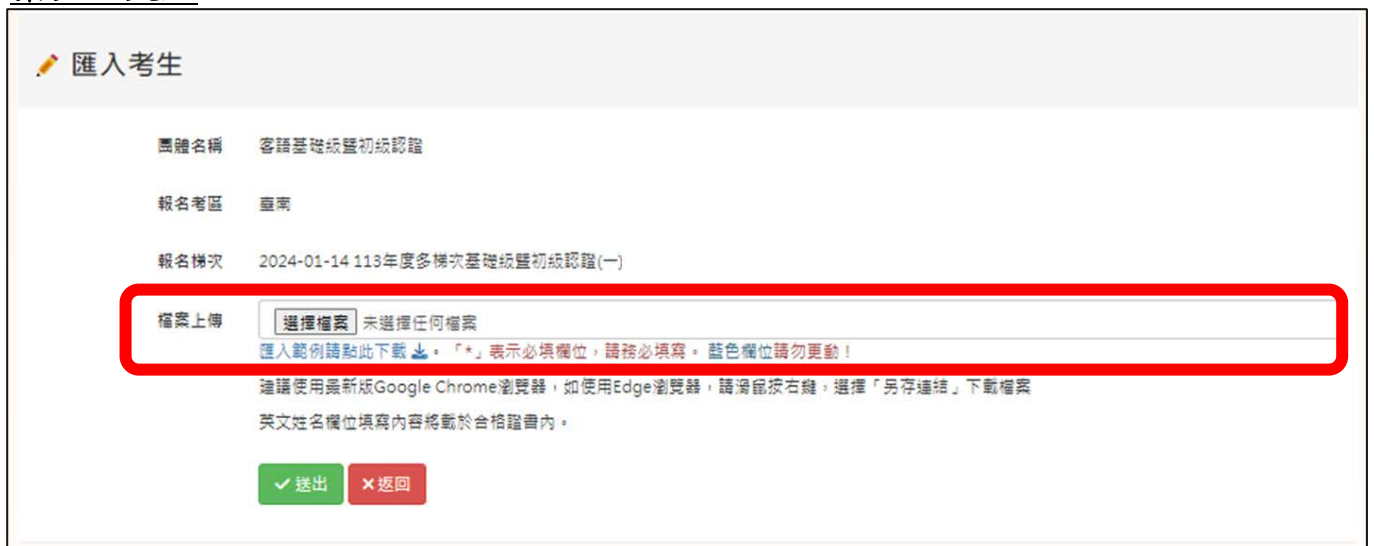 匯入考生
團體名稱 客語基礎級暨初級認證
報名考區 臺南
報名梯次 2024-01-14 113年度多梯次基礎級暨初級認證(一)
檔案上傳 選擇檔案 未選擇任何檔案
匯入範例請點此下載。「*」表示必填欄位，請務必填寫。 藍色欄位請勿更動！
建議使用最新版Google Chrome瀏覽器，如使用Edge瀏覽器，請滑鼠按右鍵，選擇「另存連結」下載檔案
英文姓名欄位填寫內容將載於合格證書內。
送出 返回